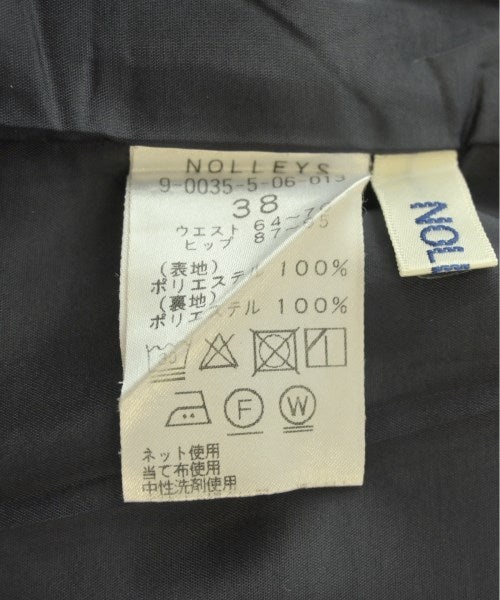 NOLLEYS
9-0035-5-06-013
38
ウエスト 64~
ヒップ 87~95
(表地)
ポリエステル 100%
(裏地)
ポリエステル 100%
30
F W
ネット使用
当て布使用
中性洗剤使用
NOLL